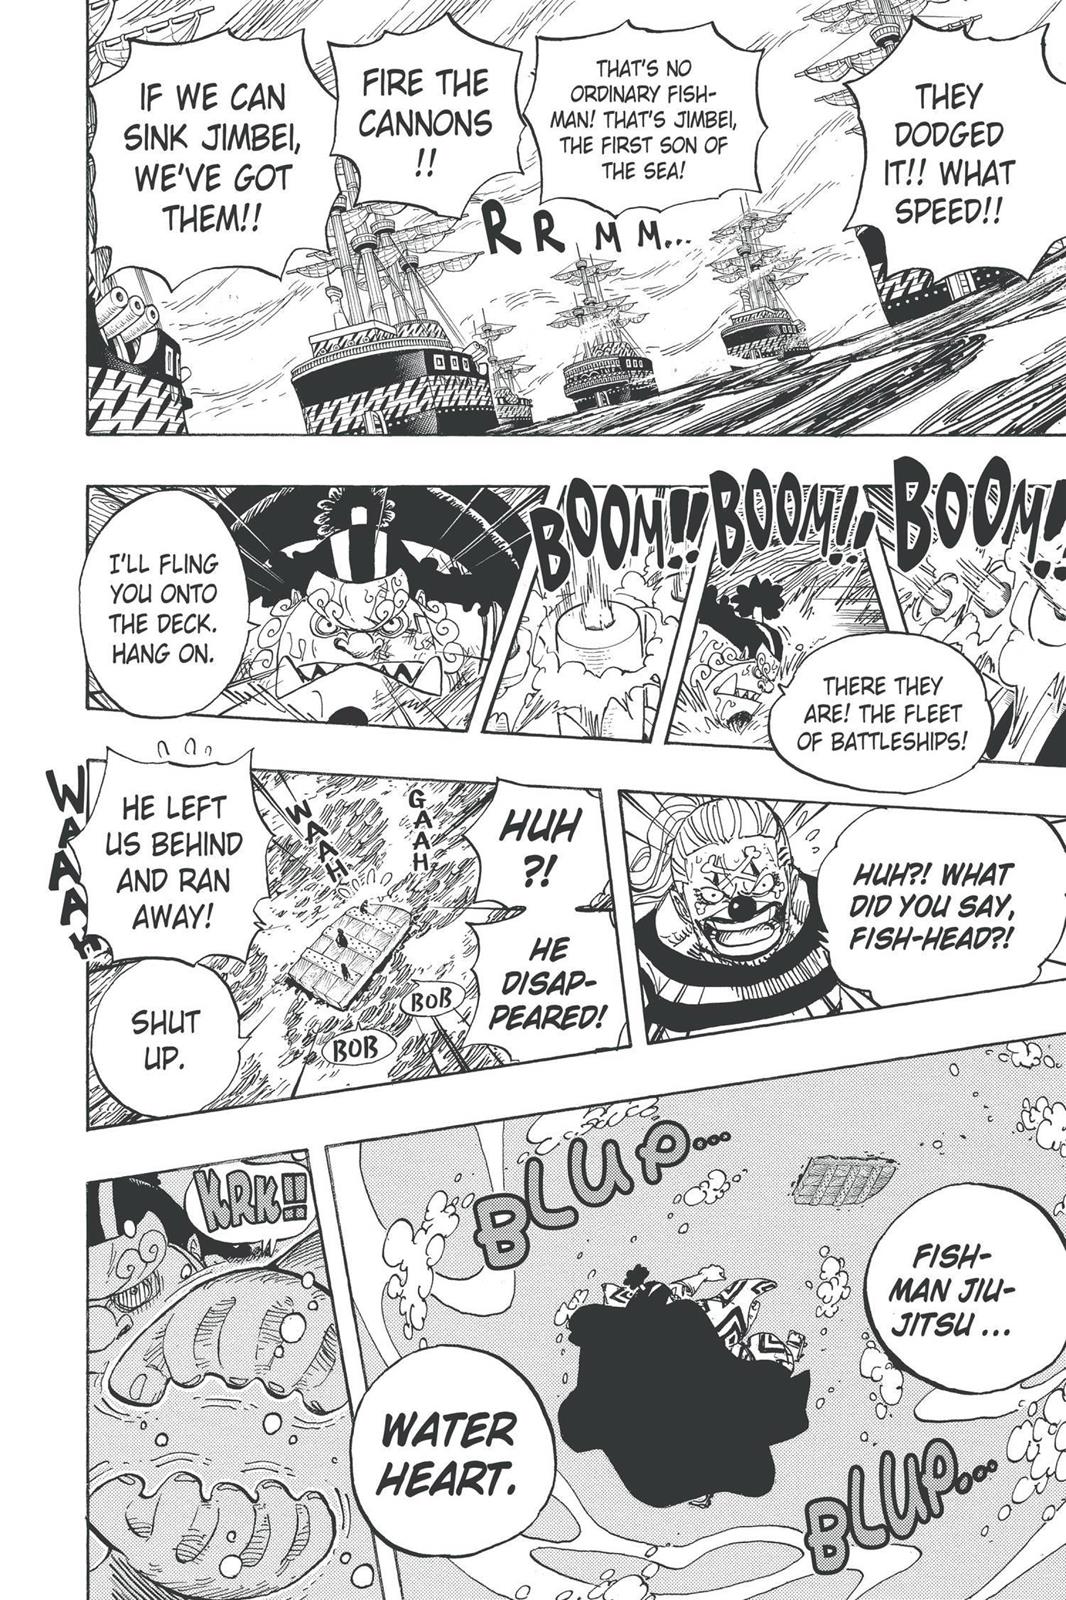 THEY
DODGED
IT!! WHAT
SPEED!!
THAT'S NO
ORDINARY FISH-
MAN! THAT'S JIMBEI,
THE FIRST SON OF
THE SEA!
FIRE THE
CANNONS
!!
IF WE CAN
SINK JIMBEI,
WE'VE GOT
THEM!!
RRMM...
BOOM!!
THERE THEY
ARE! THE FLEET
OF BATTLESHIPS!
BOOM!!
BOOM!!
I'LL FLING
YOU ONTO
THE DECK.
HANG ON.
HUH?! WHAT
DID YOU SAY,
FISH-HEAD?!
HUH
?!
HE
DISAP-
PEARED!
GAAH
WAAH
BOB
BOB
HE LEFT
US BEHIND
AND RAN
AWAY!
WAAAH
SHUT
UP.
FISH-
MAN JIU-
JITSU ...
BLUP...
BLUP...
WATER
HEART.
KRK!!